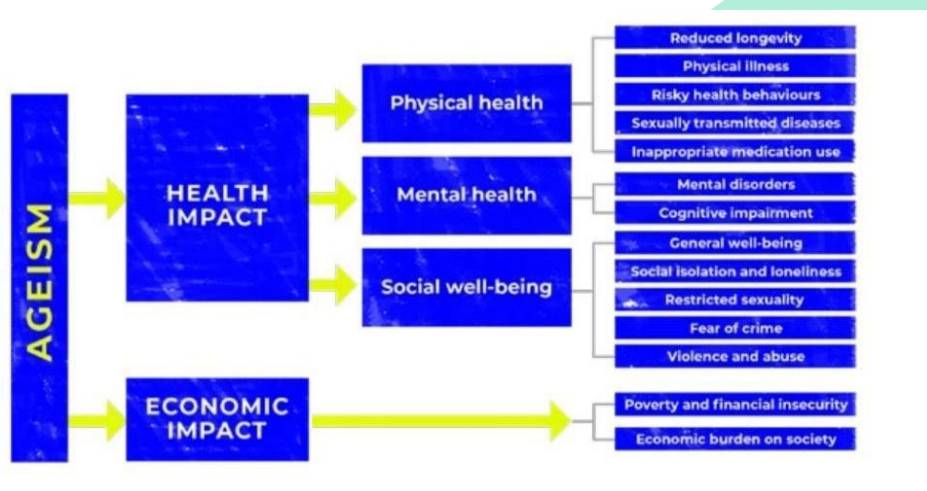 AGEISM
HEALTH
IMPACT
Physical health
Reduced longevity
Physical illness
Risky health behaviours
Sexually transmitted diseases
Inappropriate medication use
Mental health
Mental disorders
Cognitive impairment
Social well-being
General well-being
Social isolation and loneliness
Restricted sexuality
Fear of crime
Violence and abuse
ECONOMIC
IMPACT
Poverty and financial insecurity
Economic burden on society